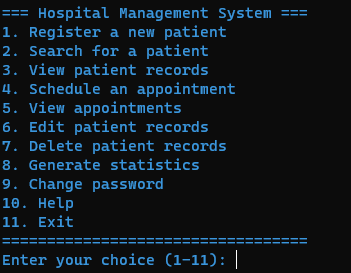 === Hospital Management System ===
1. Register a new patient
2. Search for a patient
3. View patient records
4. Schedule an appointment
5. View appointments
6. Edit patient records
7. Delete patient records
8. Generate statistics
9. Change password
10. Help
11. Exit
==================================
Enter your choice (1-11):